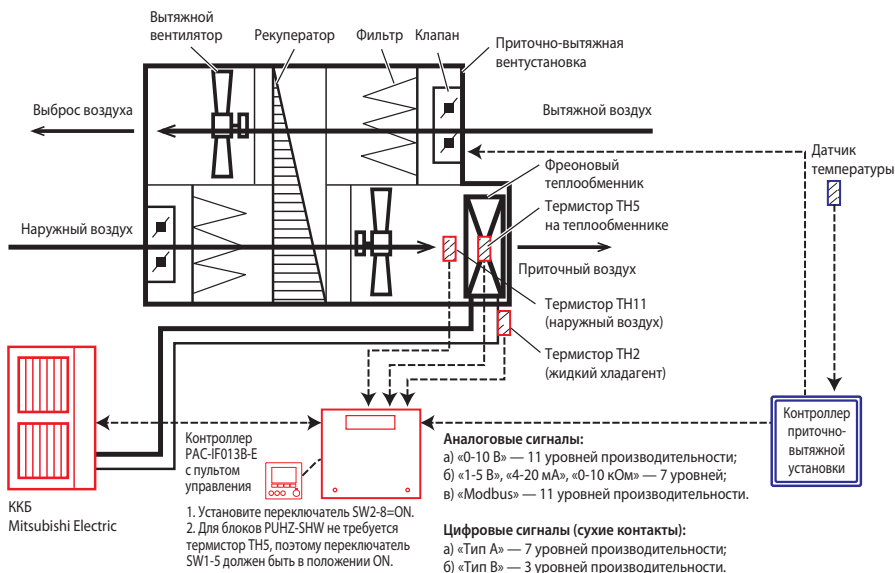 Вытяжной
вентилятор
Рекуператор
Фильтр
Клапан
Приточно-вытяжная
вентустановка
Выброс воздуха
Вытяжной воздух
Датчик
температуры
Фреоновый
теплообменник
Термистор TH5
на теплообменнике
Наружный воздух
Приточный воздух
Термистор TH11
(наружный воздух)
Термистор TH2
(жидкий хладагент)
Контроллер
приточно-
вытяжной
установки
Контроллер
PAC-IF013B-E
с пультом
управления
ККБ
Mitsubishi Electric
1. Установите переключатель SW2-8=ON.
2. Для блоков PUHZ-SHW не требуется
термистор TH5, поэтому переключатель
SW1-5 должен быть в положении ON.
Аналоговые сигналы:
а) «0-10 В» — 11 уровней производительности;
б) «1-5 В», «4-20 мА», «0-10 кОм» — 7 уровней;
в) «Modbus» — 11 уровней производительности.
Цифровые сигналы (сухие контакты):
а) «Тип А» — 7 уровней производительности;
б) «Тип В» — 3 уровня производительности.